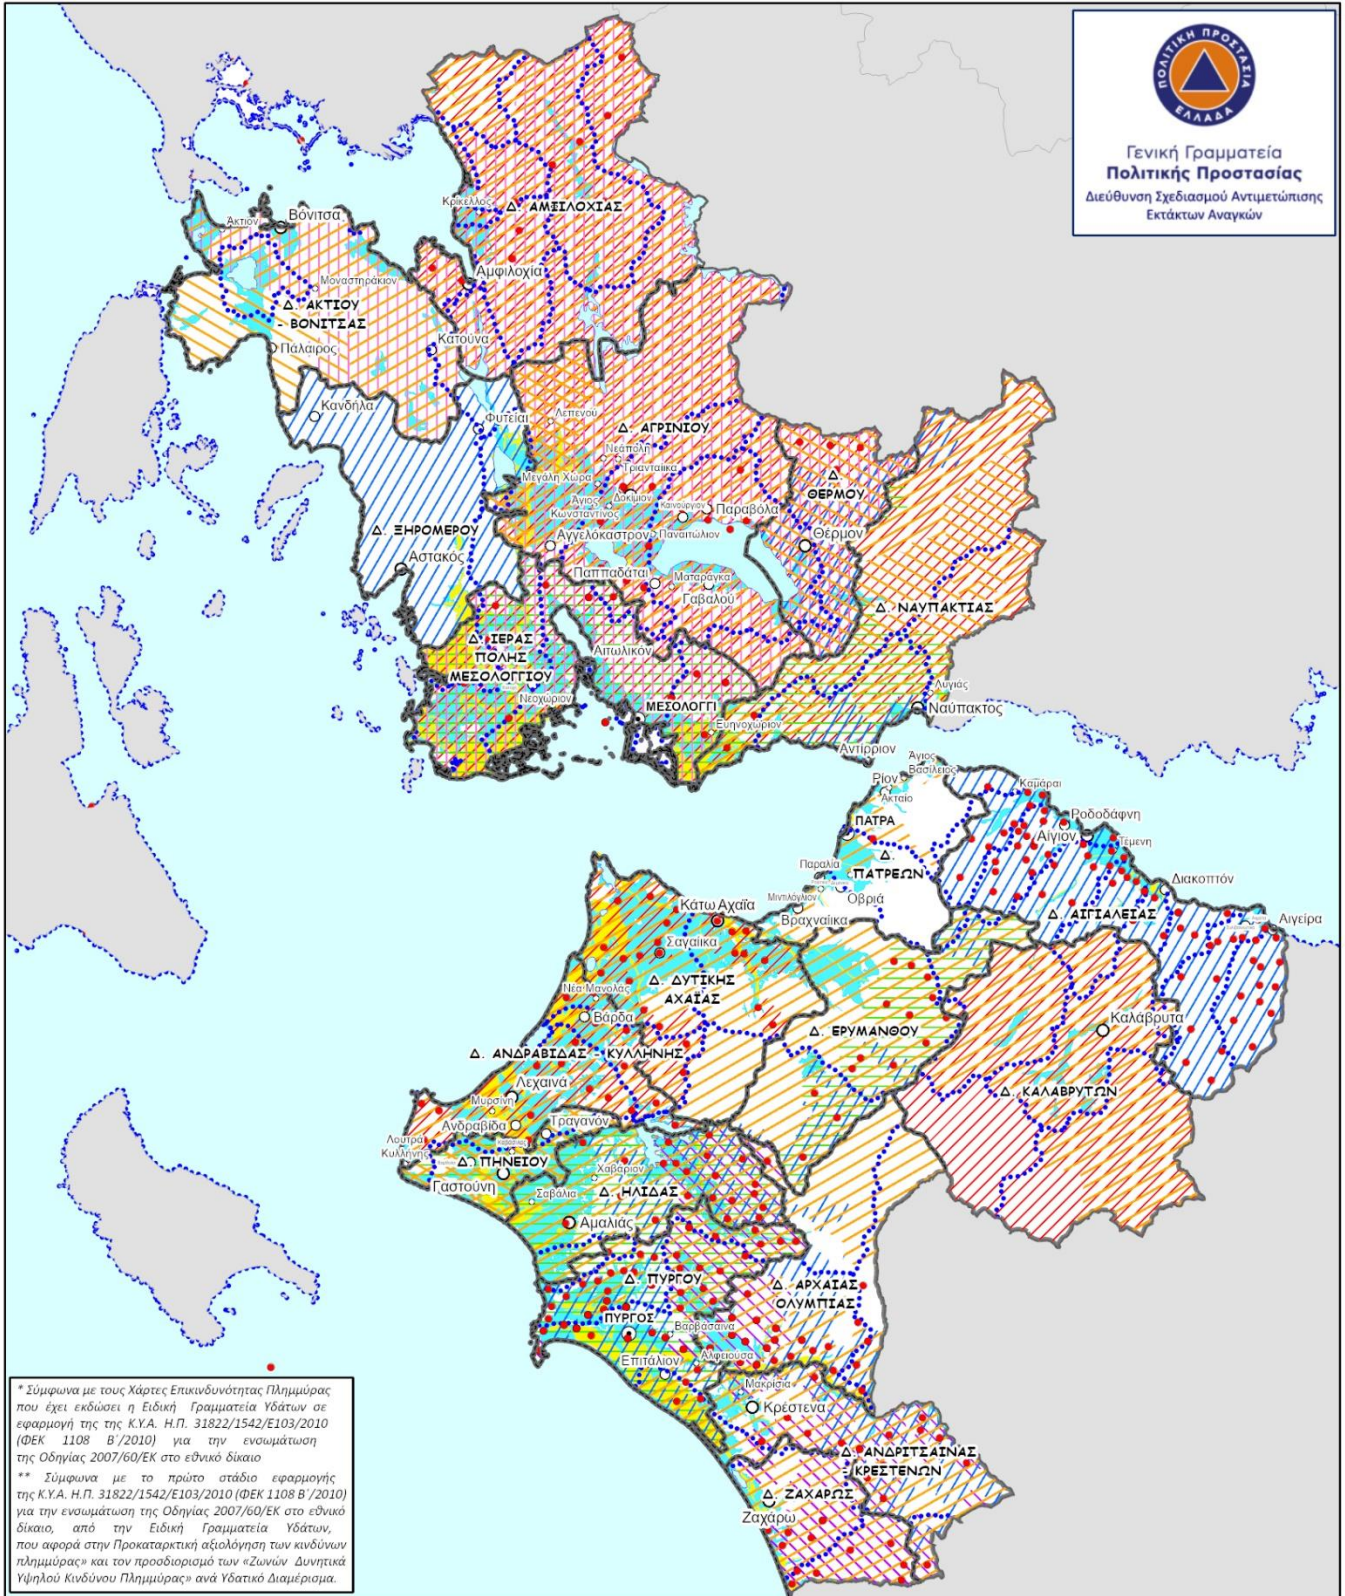 ΠΟΛΙΤΙΚΗ ΠΡΟΣΤΑΣΙΑ
ΕΛΛΑΔΑ
Γενική Γραμματεία
Πολιτικής Προστασίας
Διεύθυνση Σχεδιασμού Αντιμετώπισης
Εκτάκτων Αναγκών
Κρίκελλος
Δ. ΑΜΦΙΛΟΧΙΑΣ
Άκτιον
Βόνιτσα
Αμφιλοχία
Μοναστηράκιον
Δ. ΑΚΤΙΟΥ
- ΒΟΝΙΤΣΑΣ
Πάλαιρος
Κατούνα
Κανδήλα
Φυτείαι
Λεπενού
Δ. ΑΓΡΙΝΙΟΥ
Νεάπολη
Τριανταίικα
Μεγάλη Χώρα
Δ.
ΘΕΡΜΟΥ
Άγιος
Κωνσταντίνος
Δοκίμιον
Καινούργιον
Παραβόλα
Δ. ΞΗΡΟΜΕΡΟΥ
Αγγελόκαστρον
Παναιτώλιον
Θέρμον
Αστακός
Παππαδάται
Ματαράγκα
Γαβαλού
Δ. ΝΑΥΠΑΚΤΙΑΣ
Δ. ΙΕΡΑΣ
ΠΟΛΗΣ
ΜΕΣΟΛΟΓΓΙΟΥ
Αιτωλικόν
Νεοχώριον
ΜΕΣΟΛΟΓΓΙ
Λυγιάς
Ναύπακτος
Ευηνοχώριον
Αντίρριον
Άγιος
Βασίλειος
Ρίον
Ακταίο
Καμάραι
ΠΑΤΡΑ
Ροδοδάφνη
Αίγιον
Τέμενη
Δ.
ΠΑΤΡΕΩΝ
Παραλία
Οβριά
Μιντιλόγλιον
Βραχναίικα
Διακοπτόν
Δ. ΑΙΓΙΑΛΕΙΑΣ
Αιγείρα
Κάτω Αχαΐα
Σαγαίικα
Δ. ΔΥΤΙΚΗΣ
ΑΧΑΪΑΣ
Νέα Μανολάς
Βάρδα
Δ. ΕΡΥΜΑΝΘΟΥ
Καλάβρυτα
Δ. ΑΝΔΡΑΒΙΔΑΣ - ΚΥΛΛΗΝΗΣ
Λεχαινά
Μυρσίνη
Ανδραβίδα
Τραγανόν
Δ. ΚΑΛΑΒΡΥΤΩΝ
Λουτρά
Κυλλήνης
Δ. ΠΗΝΕΙΟΥ
Γαστούνη
Χαβάριον
Σαβάλια
Δ. ΗΛΙΔΑΣ
Αμαλιάς
Δ. ΠΥΡΓΟΥ
Δ. ΑΡΧΑΙΑΣ
ΟΛΥΜΠΙΑΣ
ΠΥΡΓΟΣ
Βαρβάσαινα
Επιτάλιον
Αλφειούσα
Μακρίσια
Κρέστενα
Δ. ΑΝΔΡΙΤΣΑΙΝΑΣ
- ΚΡΕΣΤΕΝΩΝ
Δ. ΖΑΧΑΡΩΣ
Ζαχάρω
* Σύμφωνα με τους Χάρτες Επικινδυνότητας Πλημμύρας
που έχει εκδώσει η Ειδική Γραμματεία Υδάτων σε
εφαρμογή της της Κ.Υ.Α. Η.Π. 31822/1542/Ε103/2010
(ΦΕΚ 1108 Β΄/2010) για την ενσωμάτωση
της Οδηγίας 2007/60/ΕΚ στο εθνικό δίκαιο
** Σύμφωνα με το πρώτο στάδιο εφαρμογής
της Κ.Υ.Α. Η.Π. 31822/1542/Ε103/2010 (ΦΕΚ 1108 Β΄/2010)
για την ενσωμάτωση της Οδηγίας 2007/60/ΕΚ στο εθνικό
δίκαιο, από την Ειδική Γραμματεία Υδάτων,
που αφορά στην Προκαταρκτική αξιολόγηση των κινδύνων
πλημμύρας» και τον προσδιορισμό των «Ζωνών Δυνητικά
Υψηλού Κινδύνου Πλημμύρας» ανά Υδατικό Διαμέρισμα.